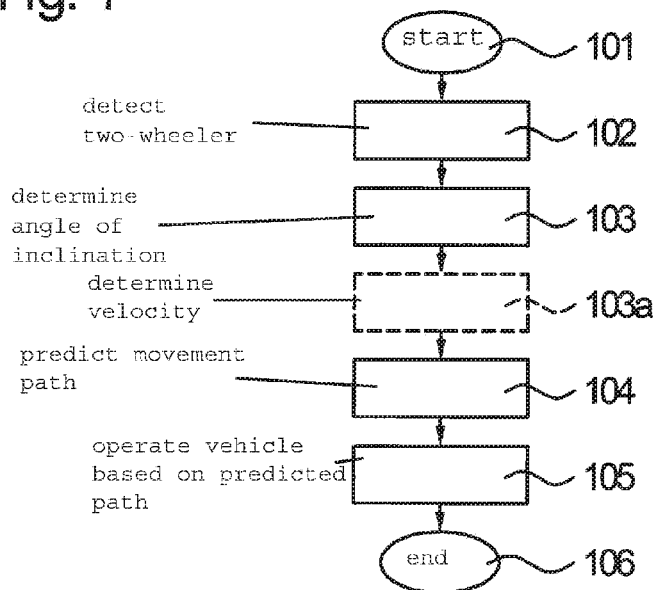 Fig. 1
start
101
detect
two-wheeler
102
determine
angle of
inclination
103
determine
velocity
103a
predict movement
path
104
operate vehicle
based on predicted
path
105
end
106